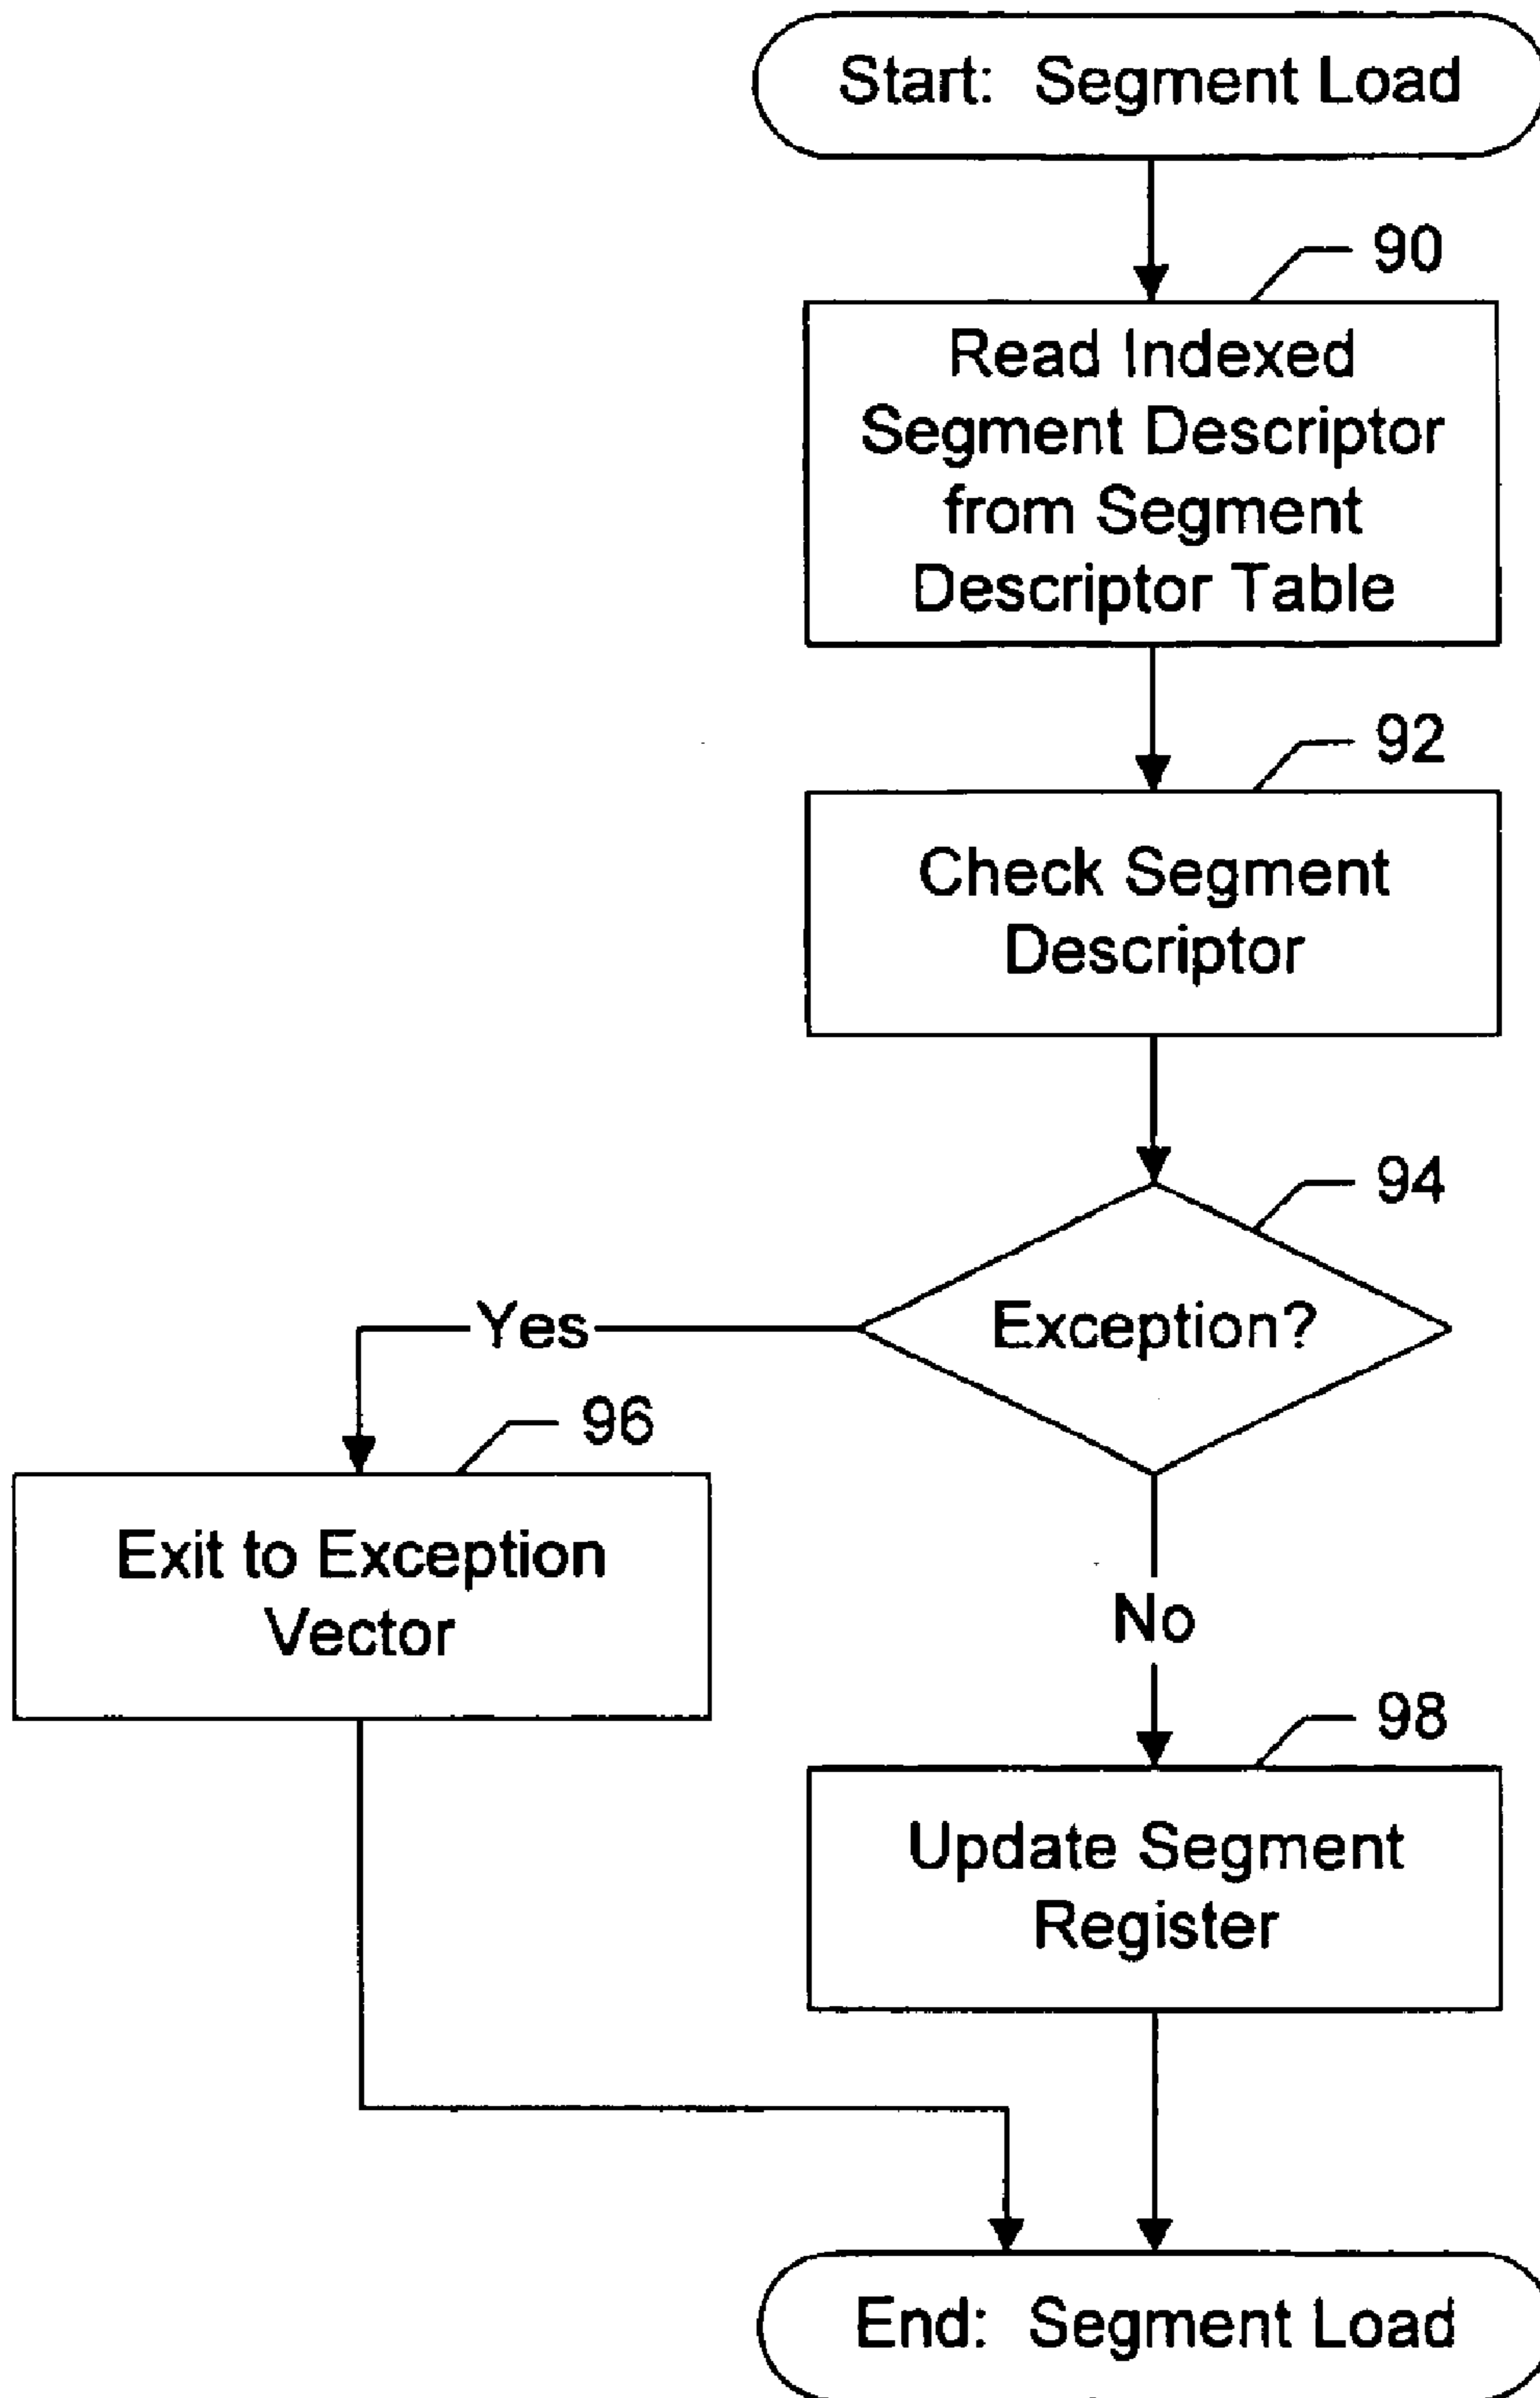 Start: Segment Load
90
Read Indexed
Segment Descriptor
from Segment
Descriptor Table
92
Check Segment
Descriptor
94
Exception?
Yes
96
Exit to Exception
Vector
No
98
Update Segment
Register
End: Segment Load